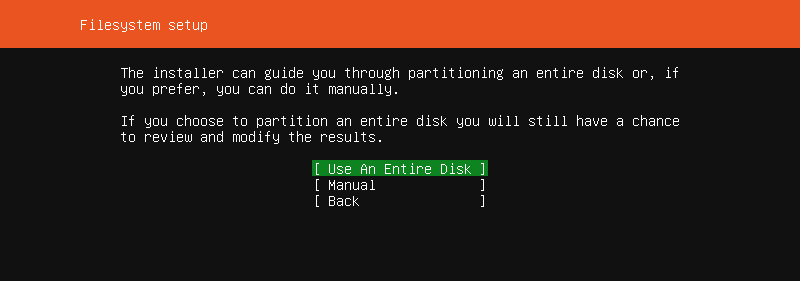 Filesystem setup
The installer can guide you through partitioning an entire disk or, if
you prefer, you can do it manually.
If you choose to partition an entire disk you will still have a chance
to review and modify the results.
[ Use An Entire Disk ]
[ Manual ]
[ Back ]